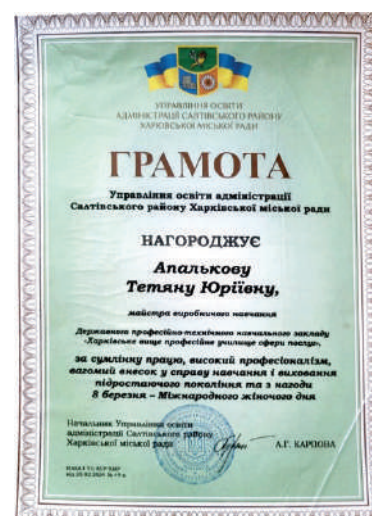 УПРАВЛІННЯ ОСВІТИ
АДМІНІСТРАЦІЇ САЛТІВСЬКОГО РАЙОНУ
ХАРКІВСЬКОЇ МІСЬКОЇ РАДИ
ГРАМОТА
Управління освіти адміністрації
Салтівського району Харківської міської ради
НАГОРОДЖУЄ
Апалькову
Тетяну Юріївну,
майстра виробничого навчання
Державного професійно-технічного навчального закладу
«Харківське вище професійне училище сфери послуг»,
за сумлінну працю, високий професіоналізм,
вагомий внесок у справу навчання і виховання
підростаючого покоління та з нагоди
8 березня – Міжнародного жіночого дня
Начальник Управління освіти
адміністрації Салтівського району
Харківської міської ради
А.Г. КАРПОВА